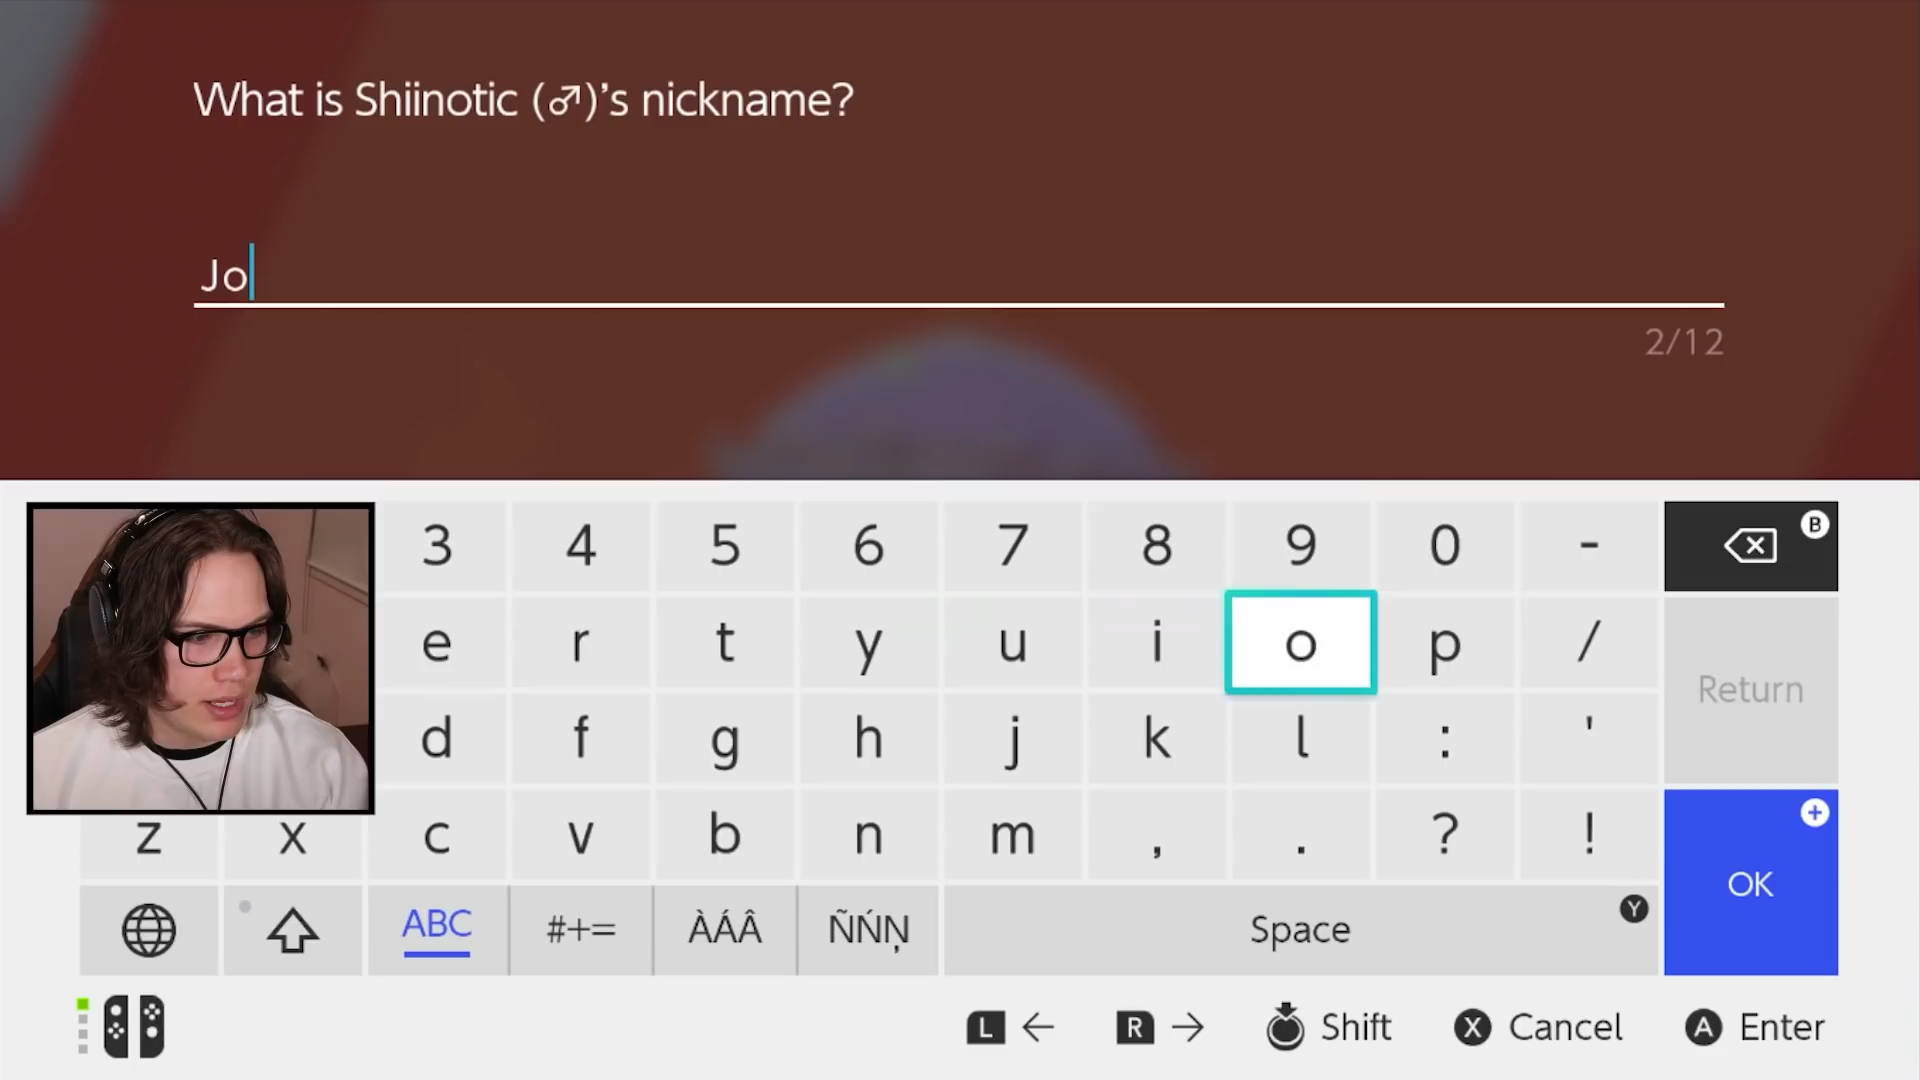 What is Shiinotic (♂)'s nickname?
Jo
2/12
3 4 5 6 7 8 9 0 - B
e r t y u i o p / Return
d f g h j k l : '
z x c v b n m , . ? ! + OK
ABC #+= ÀÁÂ ÑŃŅ Space Y
L ← R → Shift X Cancel A Enter